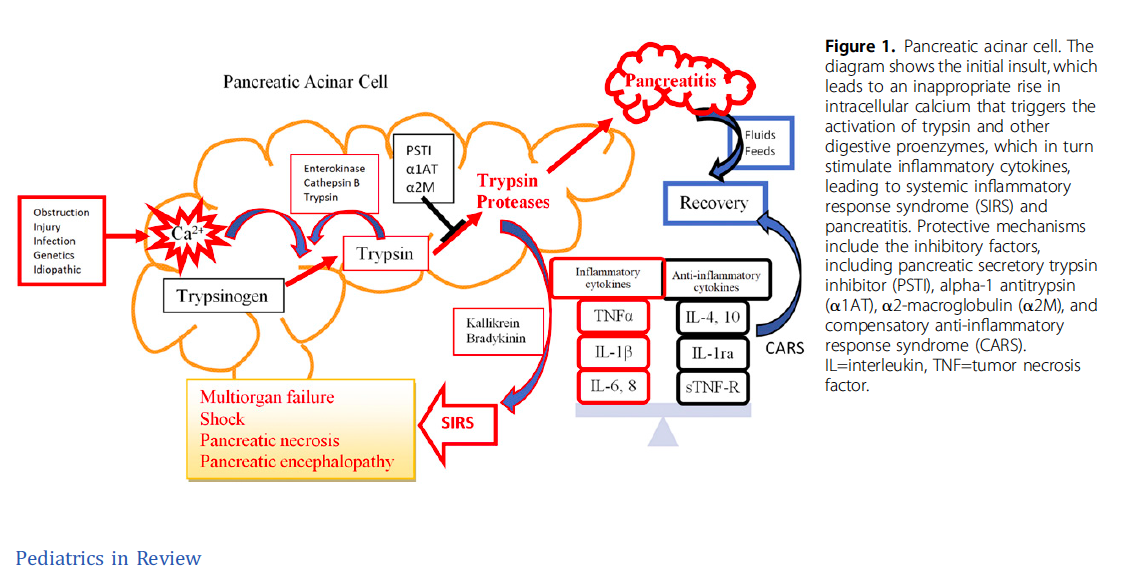 Pancreatic Acinar Cell
Pancreatitis
Fluids
Feeds
Recovery
PSTI
α1AT
α2M
Enterokinase
Cathepsin B
Trypsin
Trypsin
Proteases
Obstruction
Injury
Infection
Genetics
Idiopathic
Ca2+
Trypsin
Trypsinogen
Inflammatory
cytokines
Anti-inflammatory
cytokines
TNFα
IL-4, 10
IL-1β
IL-1ra
IL-6, 8
sTNF-R
CARS
Kallikrein
Bradykinin
SIRS
Multiorgan failure
Shock
Pancreatic necrosis
Pancreatic encephalopathy
Figure 1. Pancreatic acinar cell. The
diagram shows the initial insult, which
leads to an inappropriate rise in
intracellular calcium that triggers the
activation of trypsin and other
digestive proenzymes, which in turn
stimulate inflammatory cytokines,
leading to systemic inflammatory
response syndrome (SIRS) and
pancreatitis. Protective mechanisms
include the inhibitory factors,
including pancreatic secretory trypsin
inhibitor (PSTI), alpha-1 antitrypsin
(α1AT), α2-macroglobulin (α2M), and
compensatory anti-inflammatory
response syndrome (CARS).
IL=interleukin, TNF=tumor necrosis
factor.
Pediatrics in Review